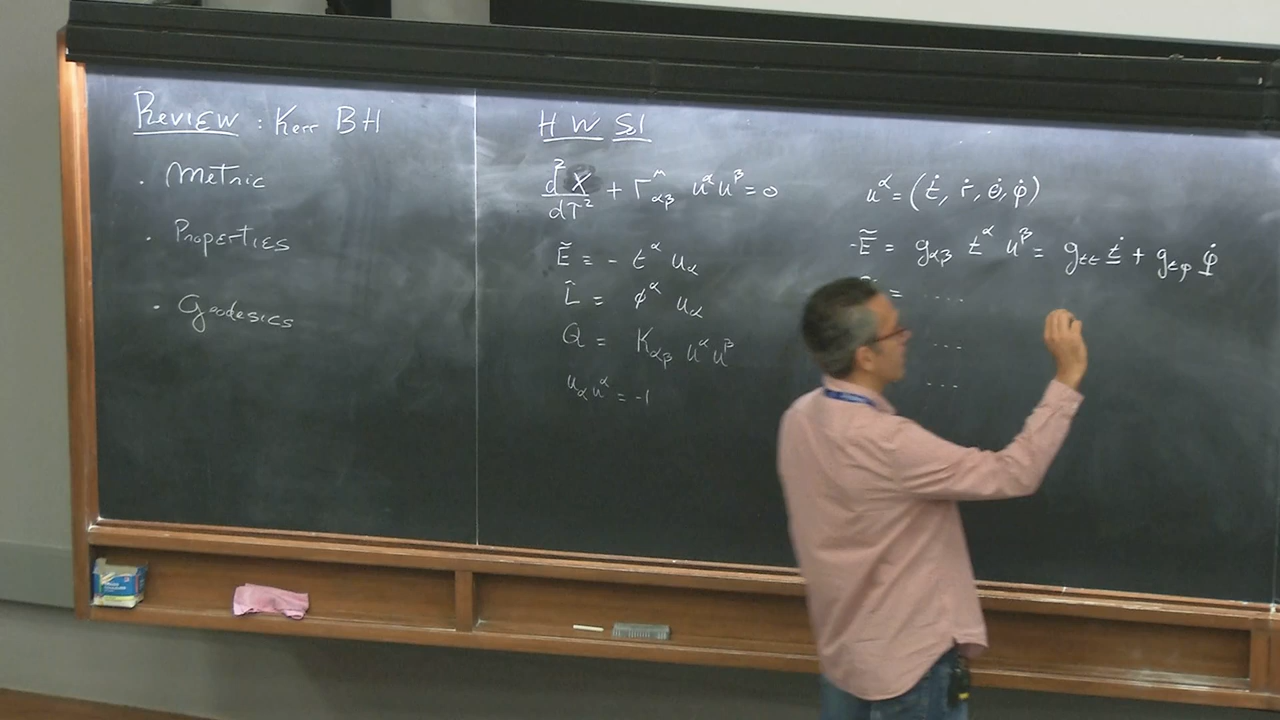 REVIEW : Kerr BH
. Metric
. Properties
. Geodesics
HW S1
d²X/dτ² + Γ^μ_αβ u^α u^β = 0
Ẽ = - t^α u_α
L̂ = φ^α u_α
Q = K_αβ u^α u^β
u_α u^α = -1
u^α = (ṫ, ṙ, θ̇, φ̇)
-Ẽ = g_αβ t^α u^β = g_tt ṫ + g_tφ φ̇
= ....
...
...